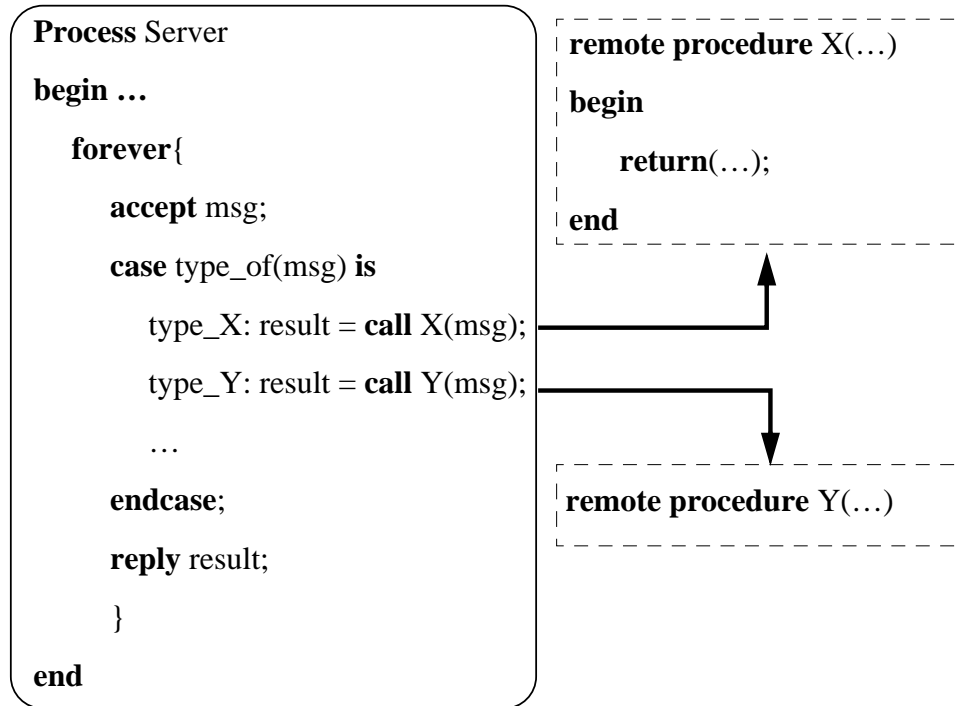 Process Server
begin …
forever{
accept msg;
case type_of(msg) is
type_X: result = call X(msg);
type_Y: result = call Y(msg);
…
endcase;
reply result;
}
end
remote procedure X(…)
begin
return(…);
end
remote procedure Y(…)